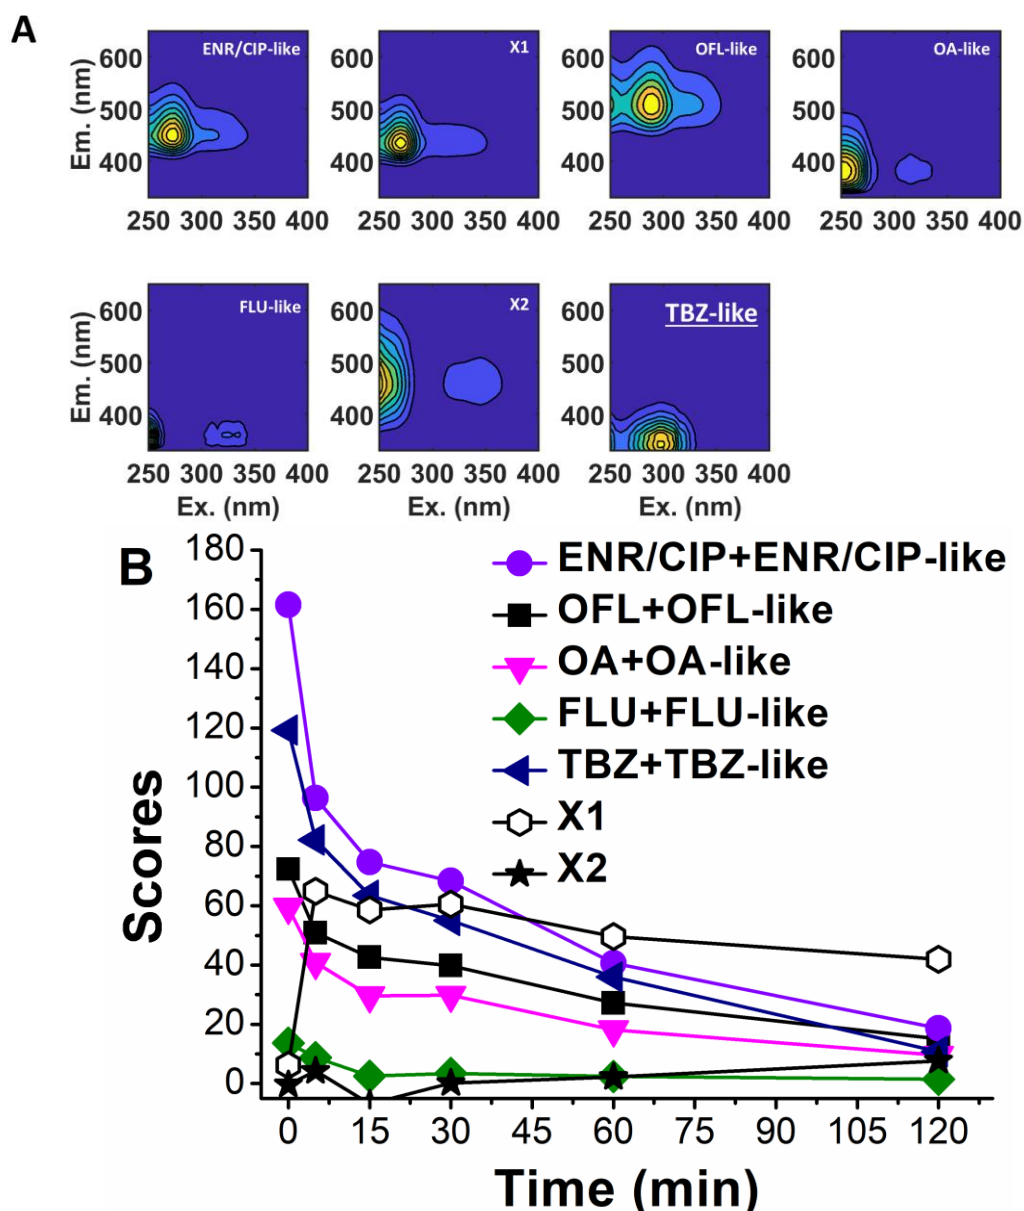 A
Em. (nm)
600
500
400
ENR/CIP-like
250 300 350 400
600
500
400
X1
250 300 350 400
600
500
400
OFL-like
250 300 350 400
600
500
400
OA-like
250 300 350 400
Em. (nm)
600
500
400
FLU-like
250 300 350 400
Ex. (nm)
600
500
400
X2
250 300 350 400
Ex. (nm)
600
500
400
TBZ-like
250 300 350 400
Ex. (nm)
B
Scores
180
160
140
120
100
80
60
40
20
0
ENR/CIP+ENR/CIP-like
OFL+OFL-like
OA+OA-like
FLU+FLU-like
TBZ+TBZ-like
X1
X2
0 15 30 45 60 75 90 105 120
Time (min)